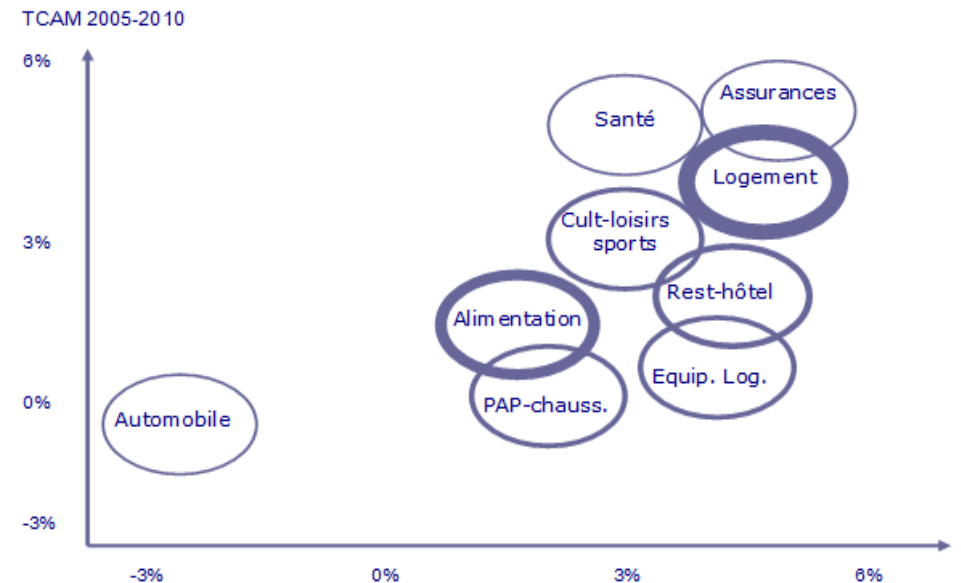 TCAM 2005-2010
6%
Assurances
Santé
Logement
Cult-loisirs
sports
3%
Rest-hôtel
Alimentation
Equip. Log.
0%
PAP-chauss.
Automobile
-3%
-3% 0% 3% 6%